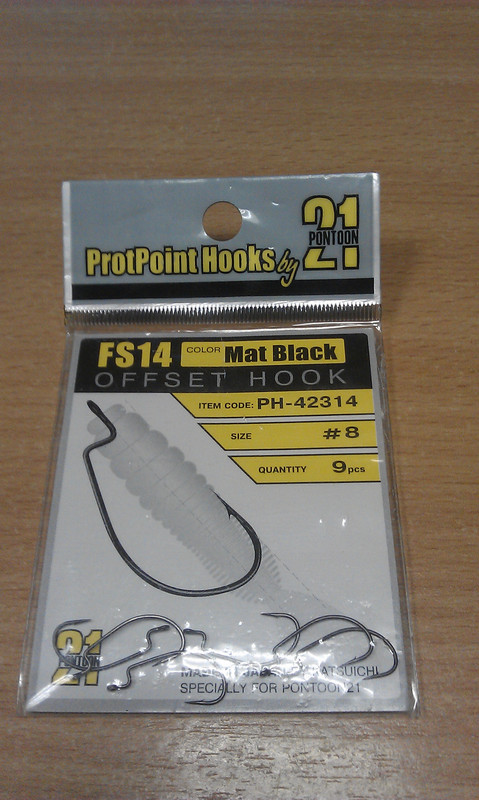 ProtPoint Hooks by
21
PONTOON
FS14 COLOR Mat Black
OFFSET HOOK
ITEM CODE: PH-42314
SIZE #8
QUANTITY 9pcs
21
MATSUICHI
SPECIALLY FOR PONTOON 21